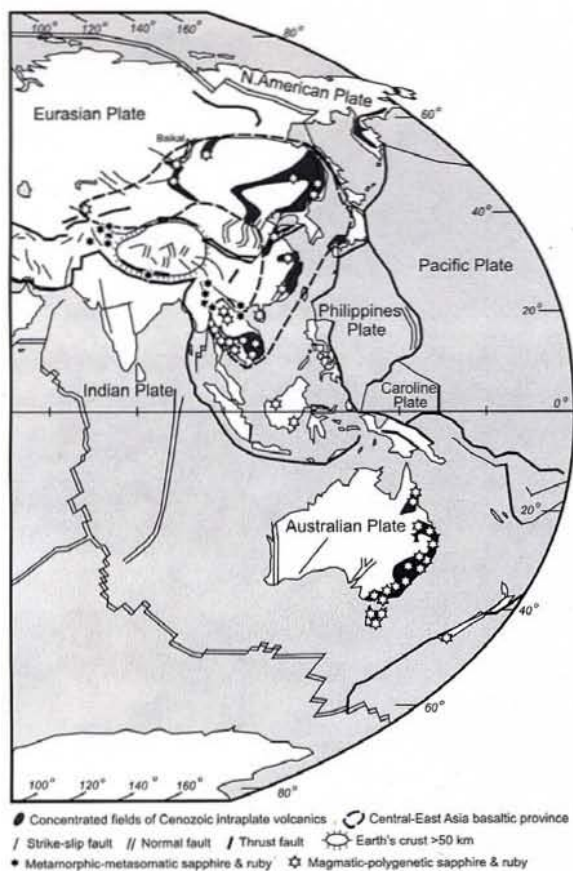 100° 120° 140° 160°
80°
N.American Plate
Eurasian Plate
60°
Baikal
40°
Pacific Plate
Philippines
Plate
20°
Indian Plate
Caroline
Plate
0°
Australian Plate
20°
40°
60°
100° 120° 140° 160°
80°
Concentrated fields of Cenozoic intraplate volcanics Central-East Asia basaltic province
Strike-slip fault Normal fault Thrust fault Earth's crust >50 km
Metamorphic-metasomatic sapphire & ruby Magmatic-polygenetic sapphire & ruby